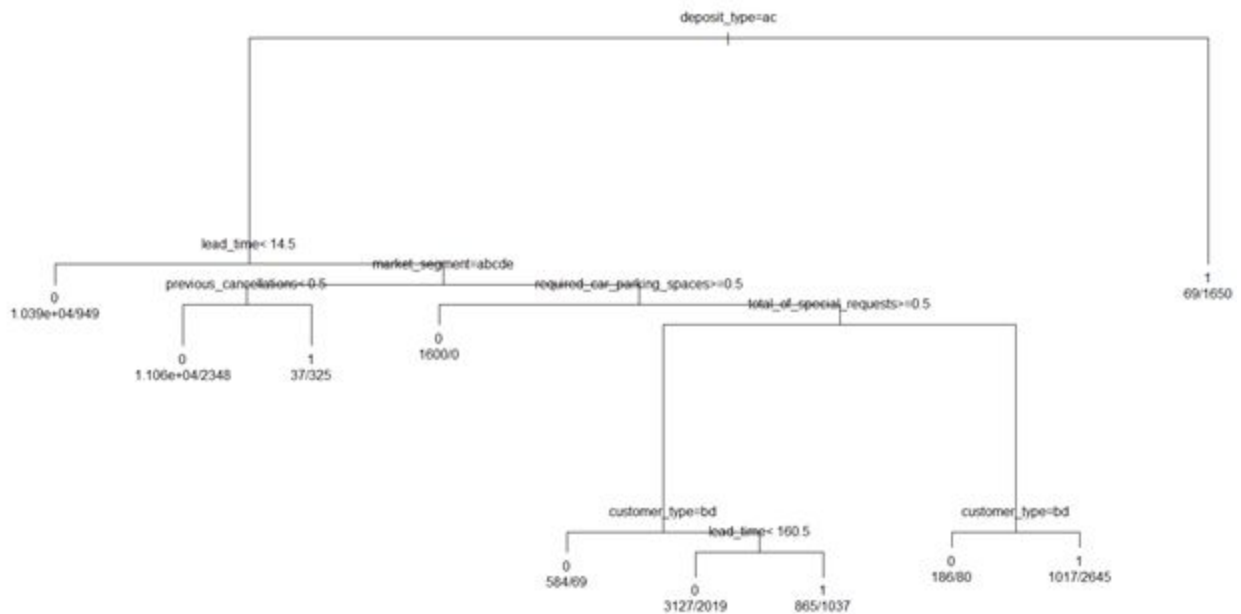 deposit_type=ac
lead_time< 14.5
market_segment=abcde
previous_cancellations< 0.5
required_car_parking_spaces>=0.5
total_of_special_requests>=0.5
0
1.039e+04/949
0
1.106e+04/2348
1
37/325
0
1600/0
1
69/1650
customer_type=bd
lead_time< 160.5
customer_type=bd
0
584/69
0
3127/2019
1
865/1037
0
186/80
1
1017/2645